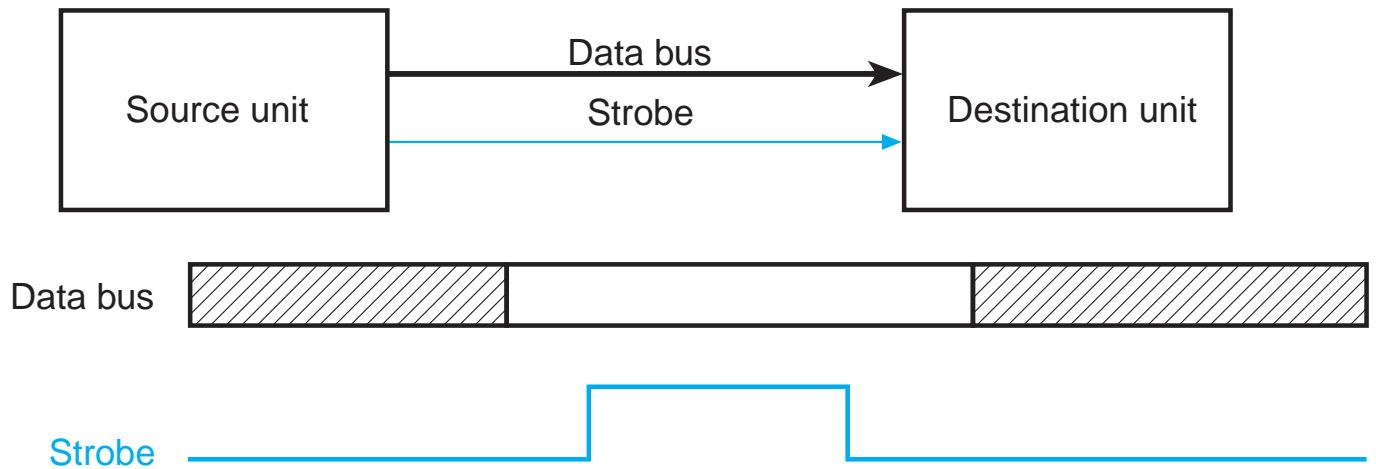 Data bus
Source unit
Strobe
Destination unit
Data bus
Strobe